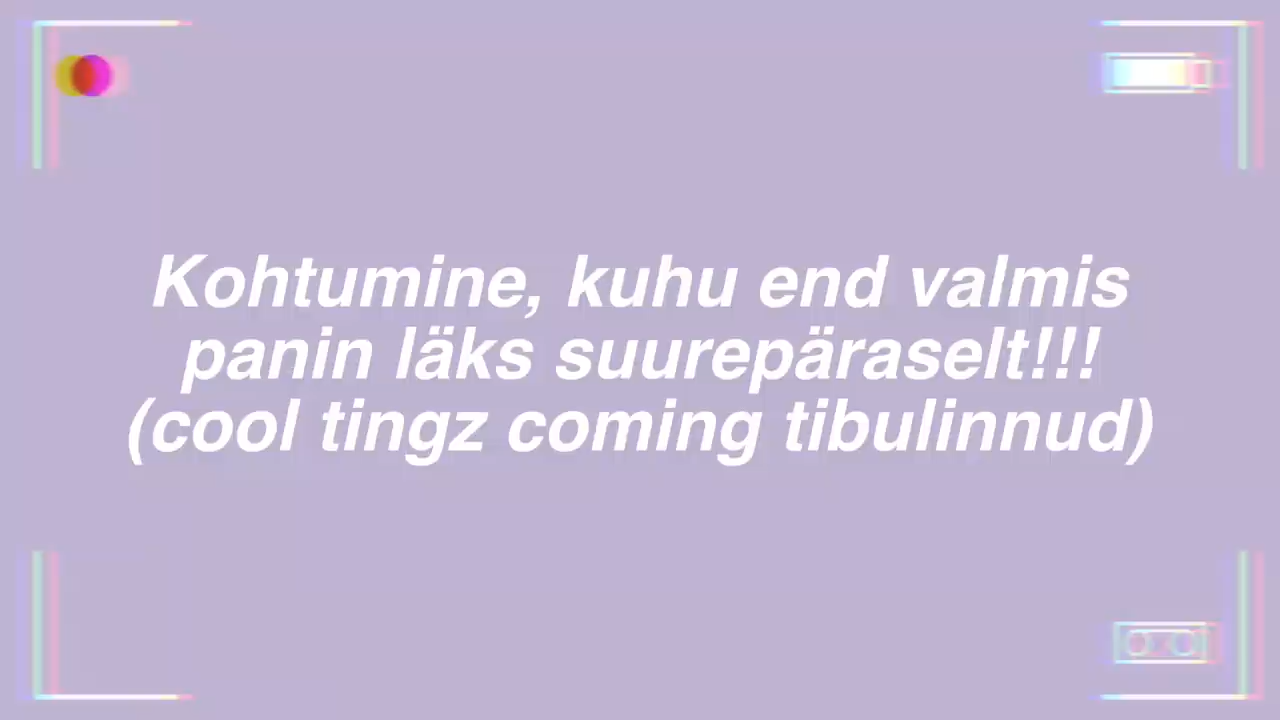 Kohtumine, kuhu end valmis
panin läks suurepäraselt!!!
(cool tingz coming tibulinnud)